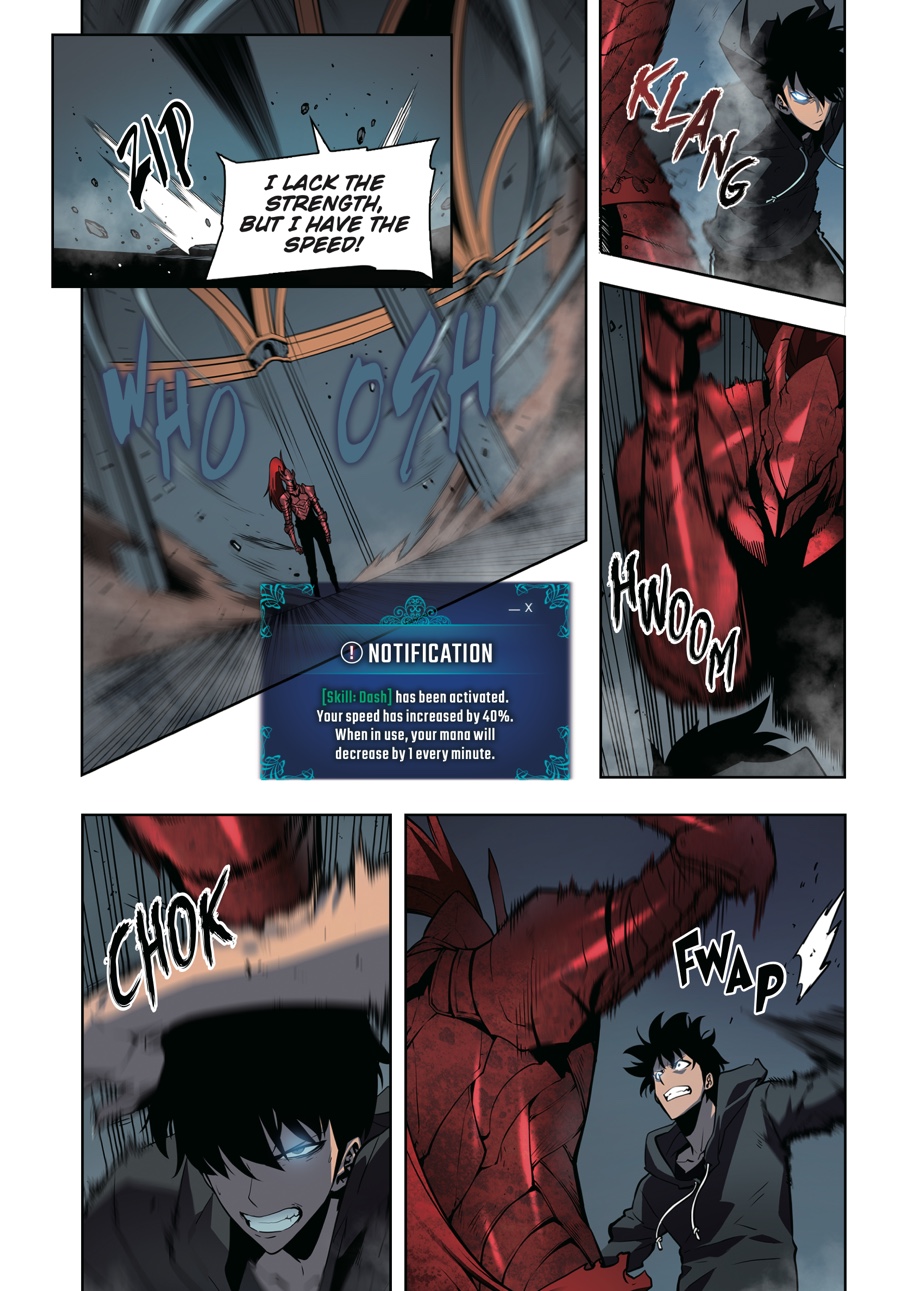 ZIP
I LACK THE
STRENGTH,
BUT I HAVE THE
SPEED!
WHOOSH
— X
! NOTIFICATION
[Skill: Dash] has been activated.
Your speed has increased by 40%.
When in use, your mana will
decrease by 1 every minute.
KLANG
HWOOM
CHOK
FWAP